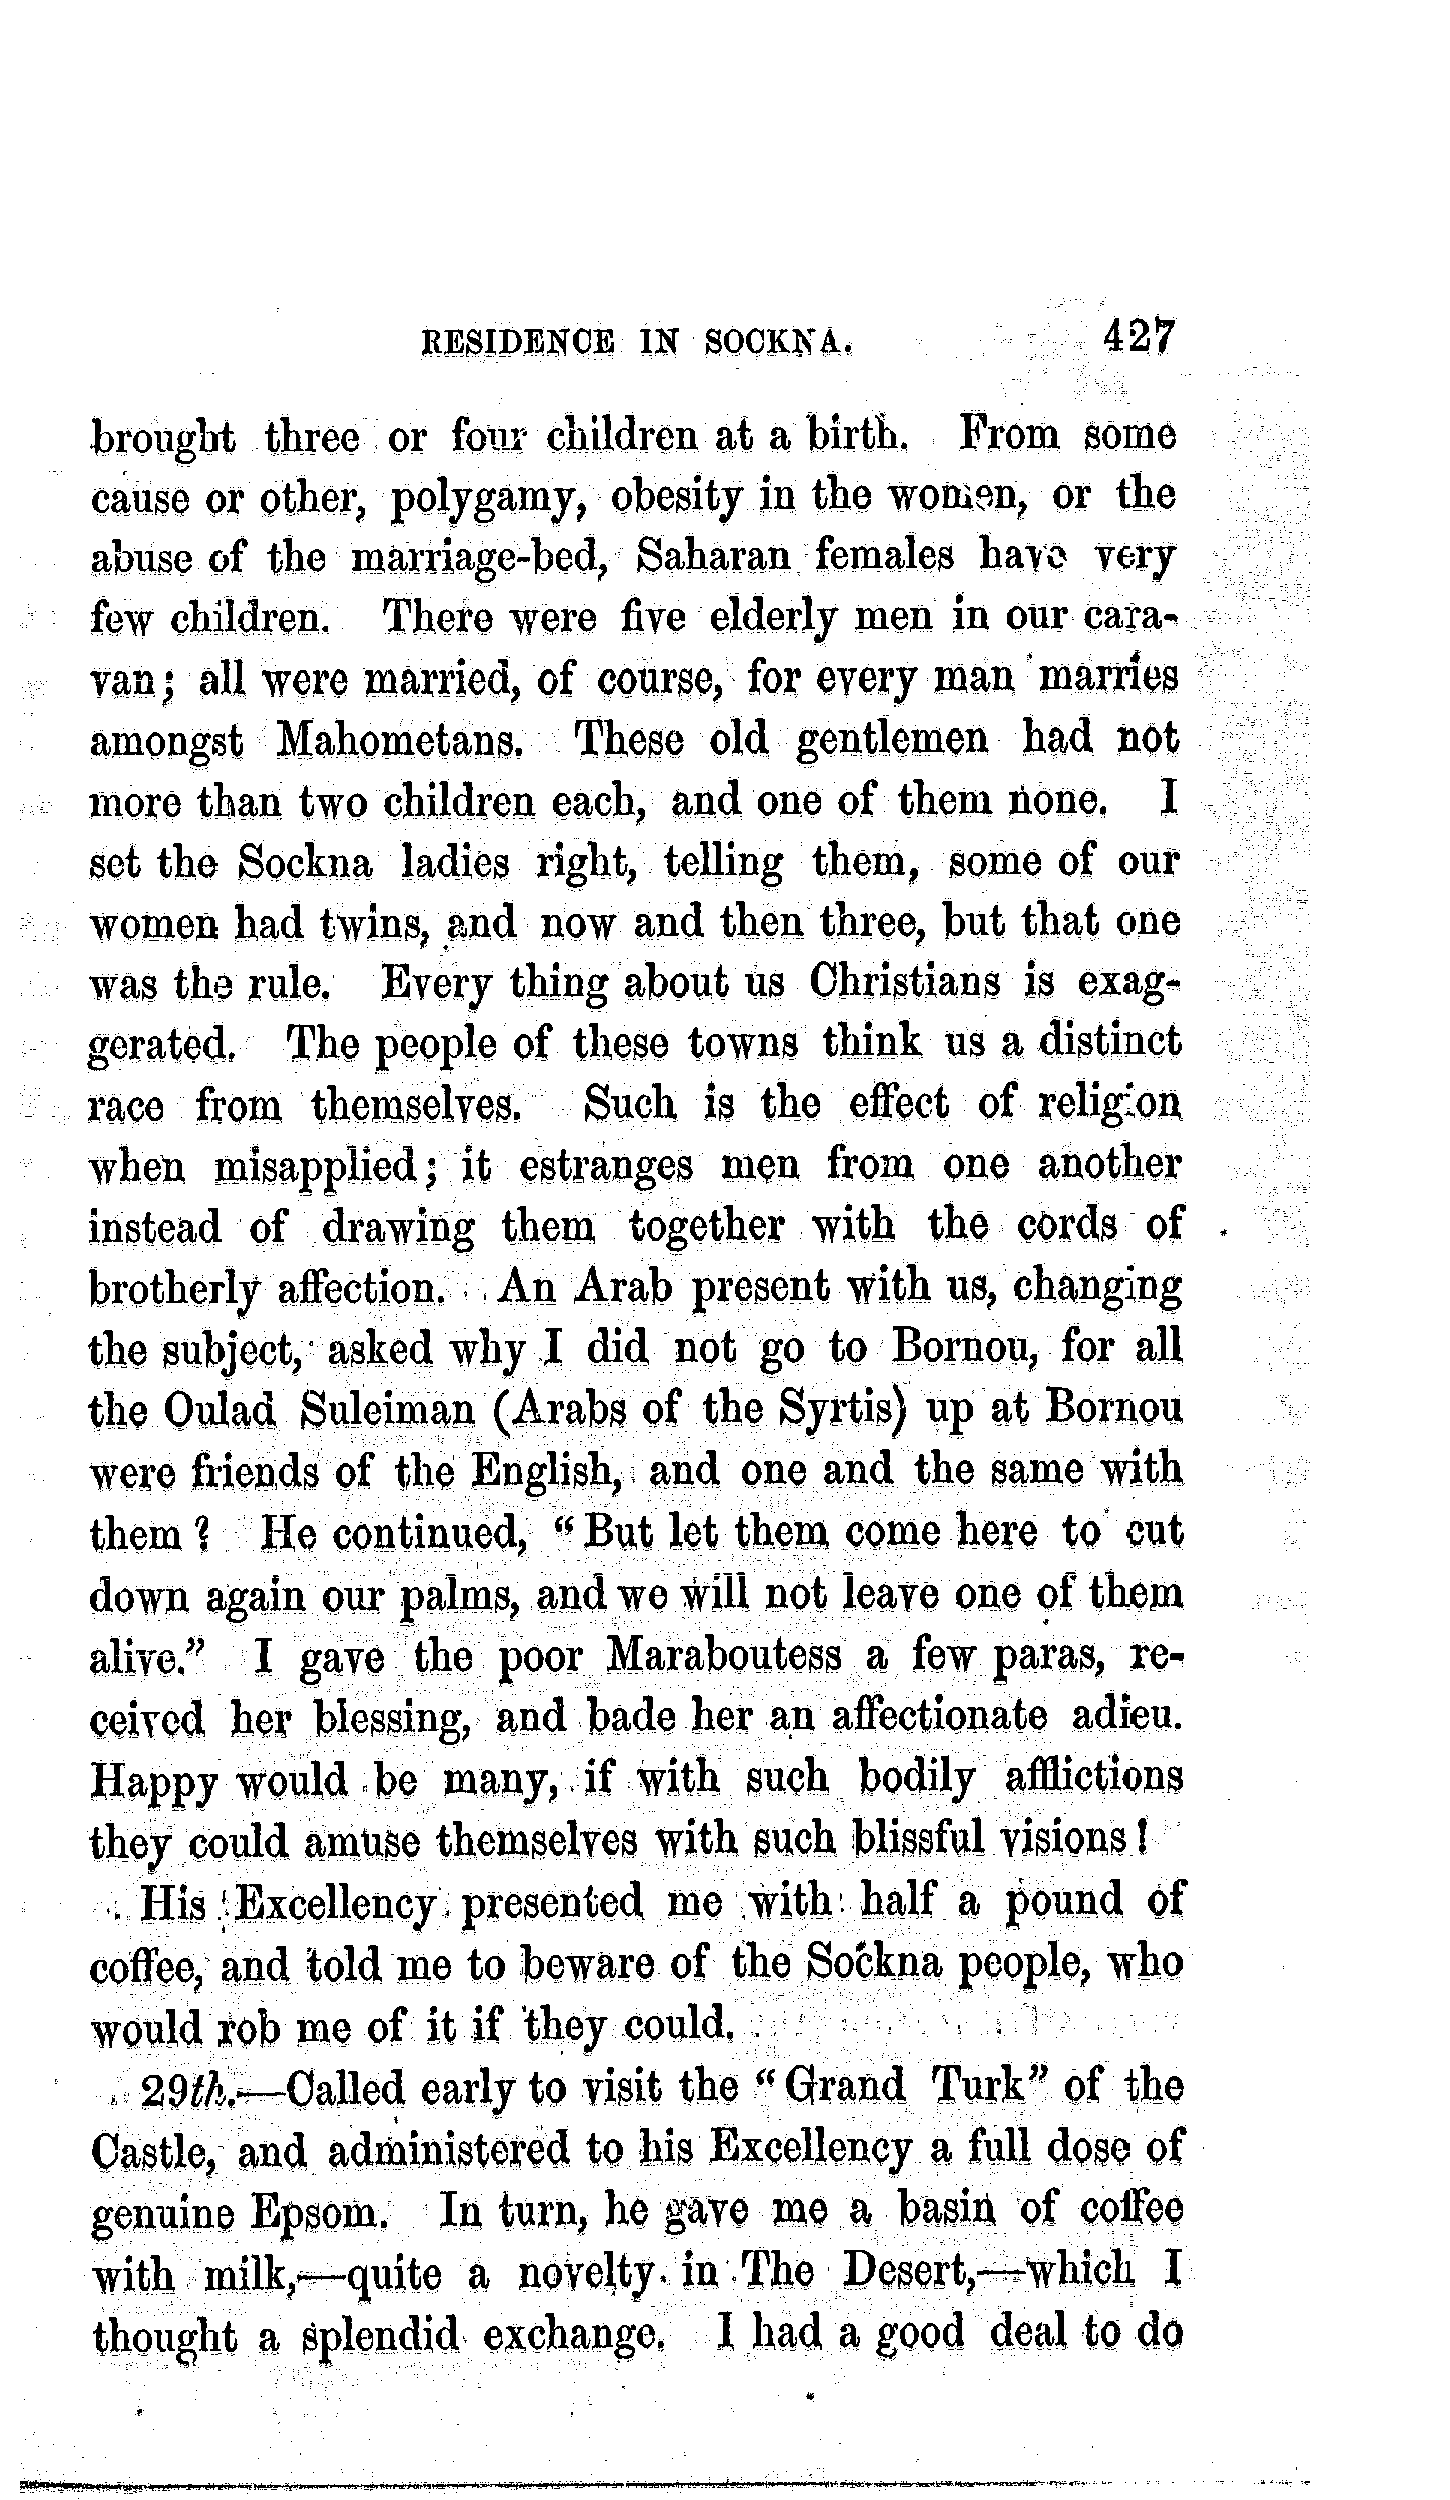 RESIDENCE IN SOCKNA. 427
brought three or four children at a birth. From some
cause or other, polygamy, obesity in the women, or the
abuse of the marriage-bed, Saharan females have very
few children. There were five elderly men in our cara-
van; all were married, of course, for every man marries
amongst Mahometans. These old gentlemen had not
more than two children each, and one of them none. I
set the Sockna ladies right, telling them, some of our
women had twins, and now and then three, but that one
was the rule. Every thing about us Christians is exag-
gerated. The people of these towns think us a distinct
race from themselves. Such is the effect of religion
when misapplied; it estranges men from one another
instead of drawing them together with the cords of
brotherly affection. An Arab present with us, changing
the subject, asked why I did not go to Bornou, for all
the Oulad Suleiman (Arabs of the Syrtis) up at Bornou
were friends of the English, and one and the same with
them? He continued, "But let them come here to cut
down again our palms, and we will not leave one of them
alive." I gave the poor Maraboutess a few paras, re-
ceived her blessing, and bade her an affectionate adieu.
Happy would be many, if with such bodily afflictions
they could amuse themselves with such blissful visions!
His Excellency presented me with half a pound of
coffee, and told me to beware of the Sockna people, who
would rob me of it if they could.
29th.—Called early to visit the "Grand Turk" of the
Castle, and administered to his Excellency a full dose of
genuine Epsom. In turn, he gave me a basin of coffee
with milk,—quite a novelty in The Desert,—which I
thought a splendid exchange. I had a good deal to do